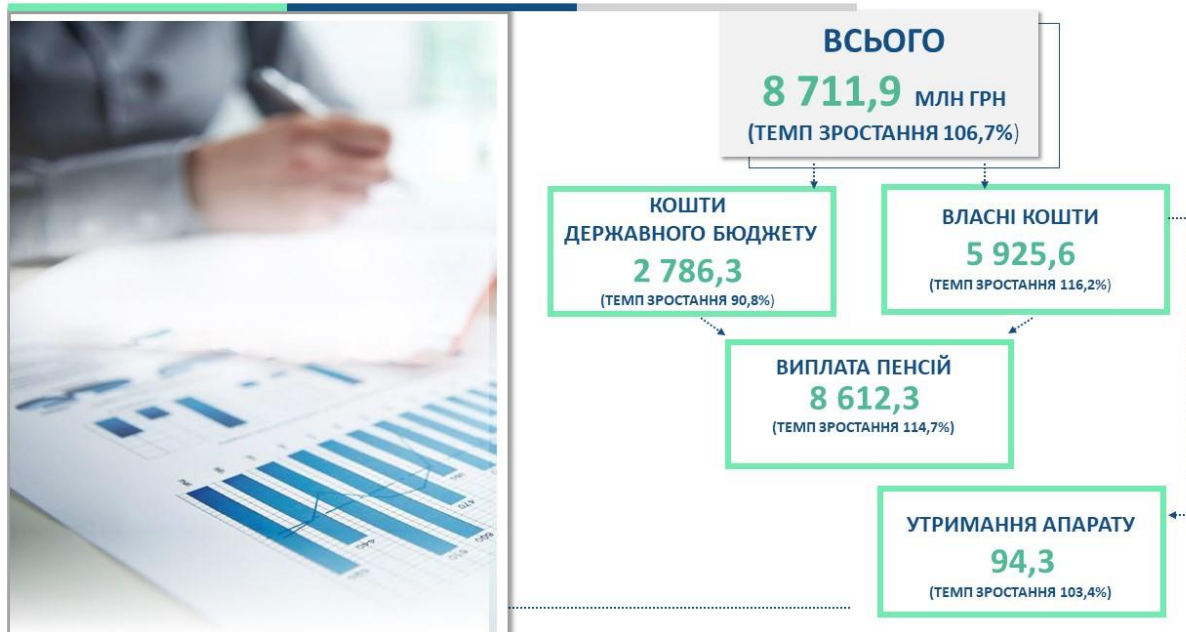 ВСЬОГО
8 711,9 МЛН ГРН
(ТЕМП ЗРОСТАННЯ 106,7%)
КОШТИ
ДЕРЖАВНОГО БЮДЖЕТУ
2 786,3
(ТЕМП ЗРОСТАННЯ 90,8%)
ВЛАСНІ КОШТИ
5 925,6
(ТЕМП ЗРОСТАННЯ 116,2%)
ВИПЛАТА ПЕНСІЙ
8 612,3
(ТЕМП ЗРОСТАННЯ 114,7%)
УТРИМАННЯ АПАРАТУ
94,3
(ТЕМП ЗРОСТАННЯ 103,4%)